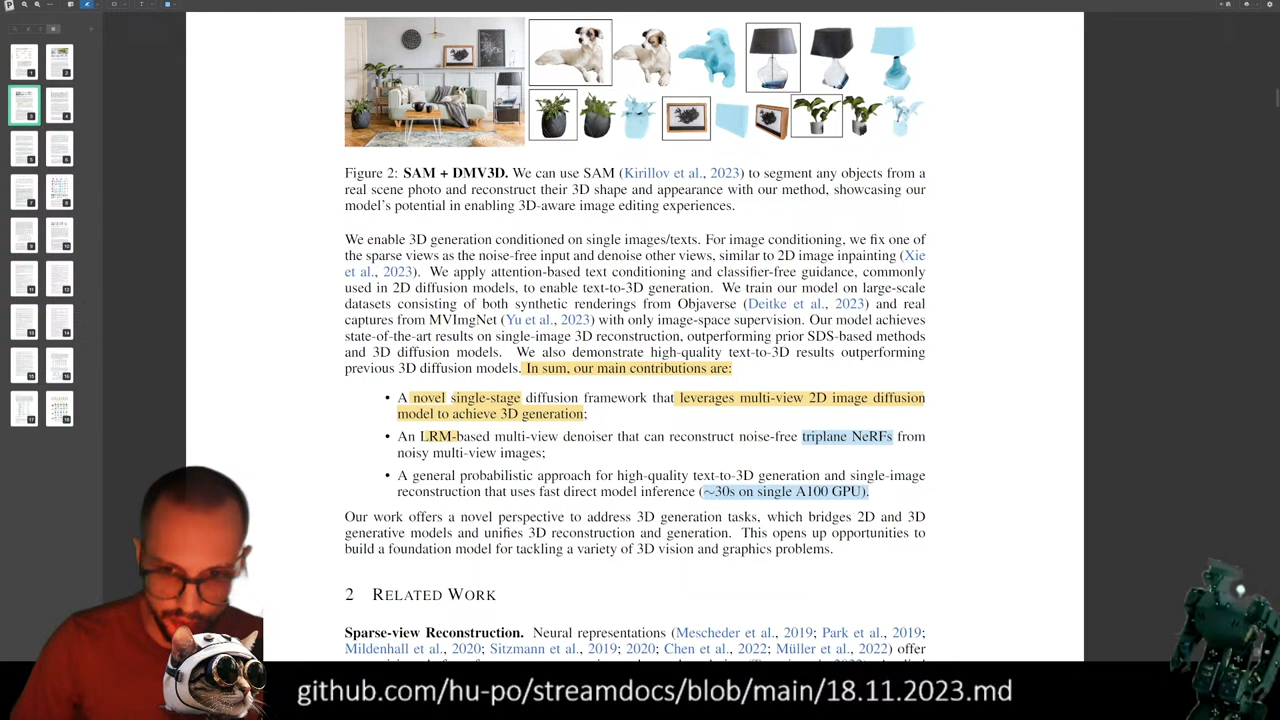 Figure 2: SAM + DMV3D. We can use SAM (Kirillov et al., 2023) to segment any objects from a
real scene photo and reconstruct their 3D shape and appearance with our method, showcasing our
model's potential in enabling 3D-aware image editing experiences.
We enable 3D generation conditioned on single images/texts. For image conditioning, we fix one of
the sparse views as the noise-free input and denoise other views, similar to 2D image inpainting (Xie
et al., 2023). We apply attention-based text conditioning and classifier-free guidance, commonly
used in 2D diffusion models, to enable text-to-3D generation. We train our model on large-scale
datasets consisting of both synthetic renderings from Objaverse (Deitke et al., 2023) and real
captures from MVImgNet (Yu et al., 2023) with only image-space supervision. Our model achieves
state-of-the-art results on single-image 3D reconstruction, outperforming prior SDS-based methods
and 3D diffusion models. We also demonstrate high-quality text-to-3D results outperforming
previous 3D diffusion models. In sum, our main contributions are:
• A novel single-stage diffusion framework that leverages multi-view 2D image diffusion
model to achieve 3D generation;
• An LRM-based multi-view denoiser that can reconstruct noise-free triplane NeRFs from
noisy multi-view images;
• A general probabilistic approach for high-quality text-to-3D generation and single-image
reconstruction that uses fast direct model inference (~30s on single A100 GPU).
Our work offers a novel perspective to address 3D generation tasks, which bridges 2D and 3D
generative models and unifies 3D reconstruction and generation. This opens up opportunities to
build a foundation model for tackling a variety of 3D vision and graphics problems.
2 RELATED WORK
Sparse-view Reconstruction. Neural representations (Mescheder et al., 2019; Park et al., 2019;
Mildenhall et al., 2020; Sitzmann et al., 2019; 2020; Chen et al., 2022; Müller et al., 2022) offer
github.com/hu-po/streamdocs/blob/main/18.11.2023.md